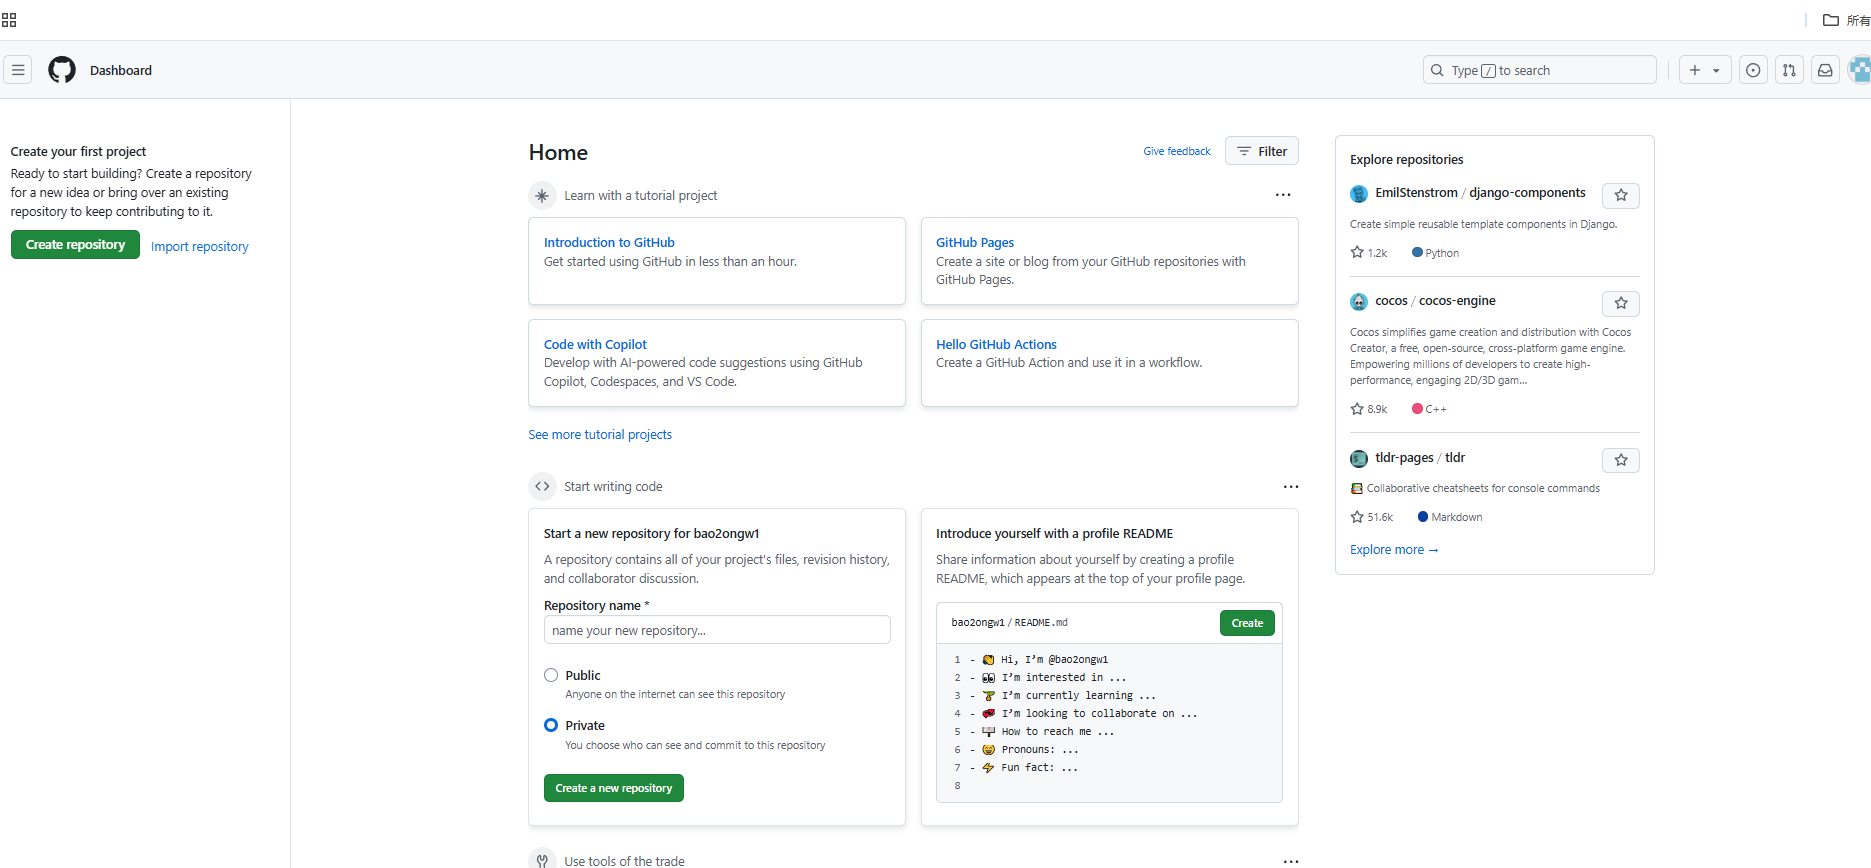 所有
Dashboard
Type / to search
Create your first project
Ready to start building? Create a repository
for a new idea or bring over an existing
repository to keep contributing to it.
Create repository
Import repository
Home
Give feedback
Filter
Learn with a tutorial project
Introduction to GitHub
Get started using GitHub in less than an hour.
GitHub Pages
Create a site or blog from your GitHub repositories with
GitHub Pages.
Code with Copilot
Develop with AI-powered code suggestions using GitHub
Copilot, Codespaces, and VS Code.
Hello GitHub Actions
Create a GitHub Action and use it in a workflow.
See more tutorial projects
Start writing code
Start a new repository for bao2ongw1
A repository contains all of your project's files, revision history,
and collaborator discussion.
Repository name *
name your new repository...
Public
Anyone on the internet can see this repository
Private
You choose who can see and commit to this repository
Create a new repository
Introduce yourself with a profile README
Share information about yourself by creating a profile
README, which appears at the top of your profile page.
bao2ongw1 / README.md
Create
1 - 👋 Hi, I’m @bao2ongw1
2 - 👀 I’m interested in ...
3 - 🌱 I’m currently learning ...
4 - 💞️ I’m looking to collaborate on ...
5 - 📫 How to reach me ...
6 - 😄 Pronouns: ...
7 - ⚡ Fun fact: ...
8
Use tools of the trade
Explore repositories
EmilStenstrom / django-components
Create simple reusable template components in Django.
1.2k
Python
cocos / cocos-engine
Cocos simplifies game creation and distribution with Cocos
Creator, a free, open-source, cross-platform game engine.
Empowering millions of developers to create high-
performance, engaging 2D/3D gam...
8.9k
C++
tldr-pages / tldr
📚 Collaborative cheatsheets for console commands
51.6k
Markdown
Explore more →